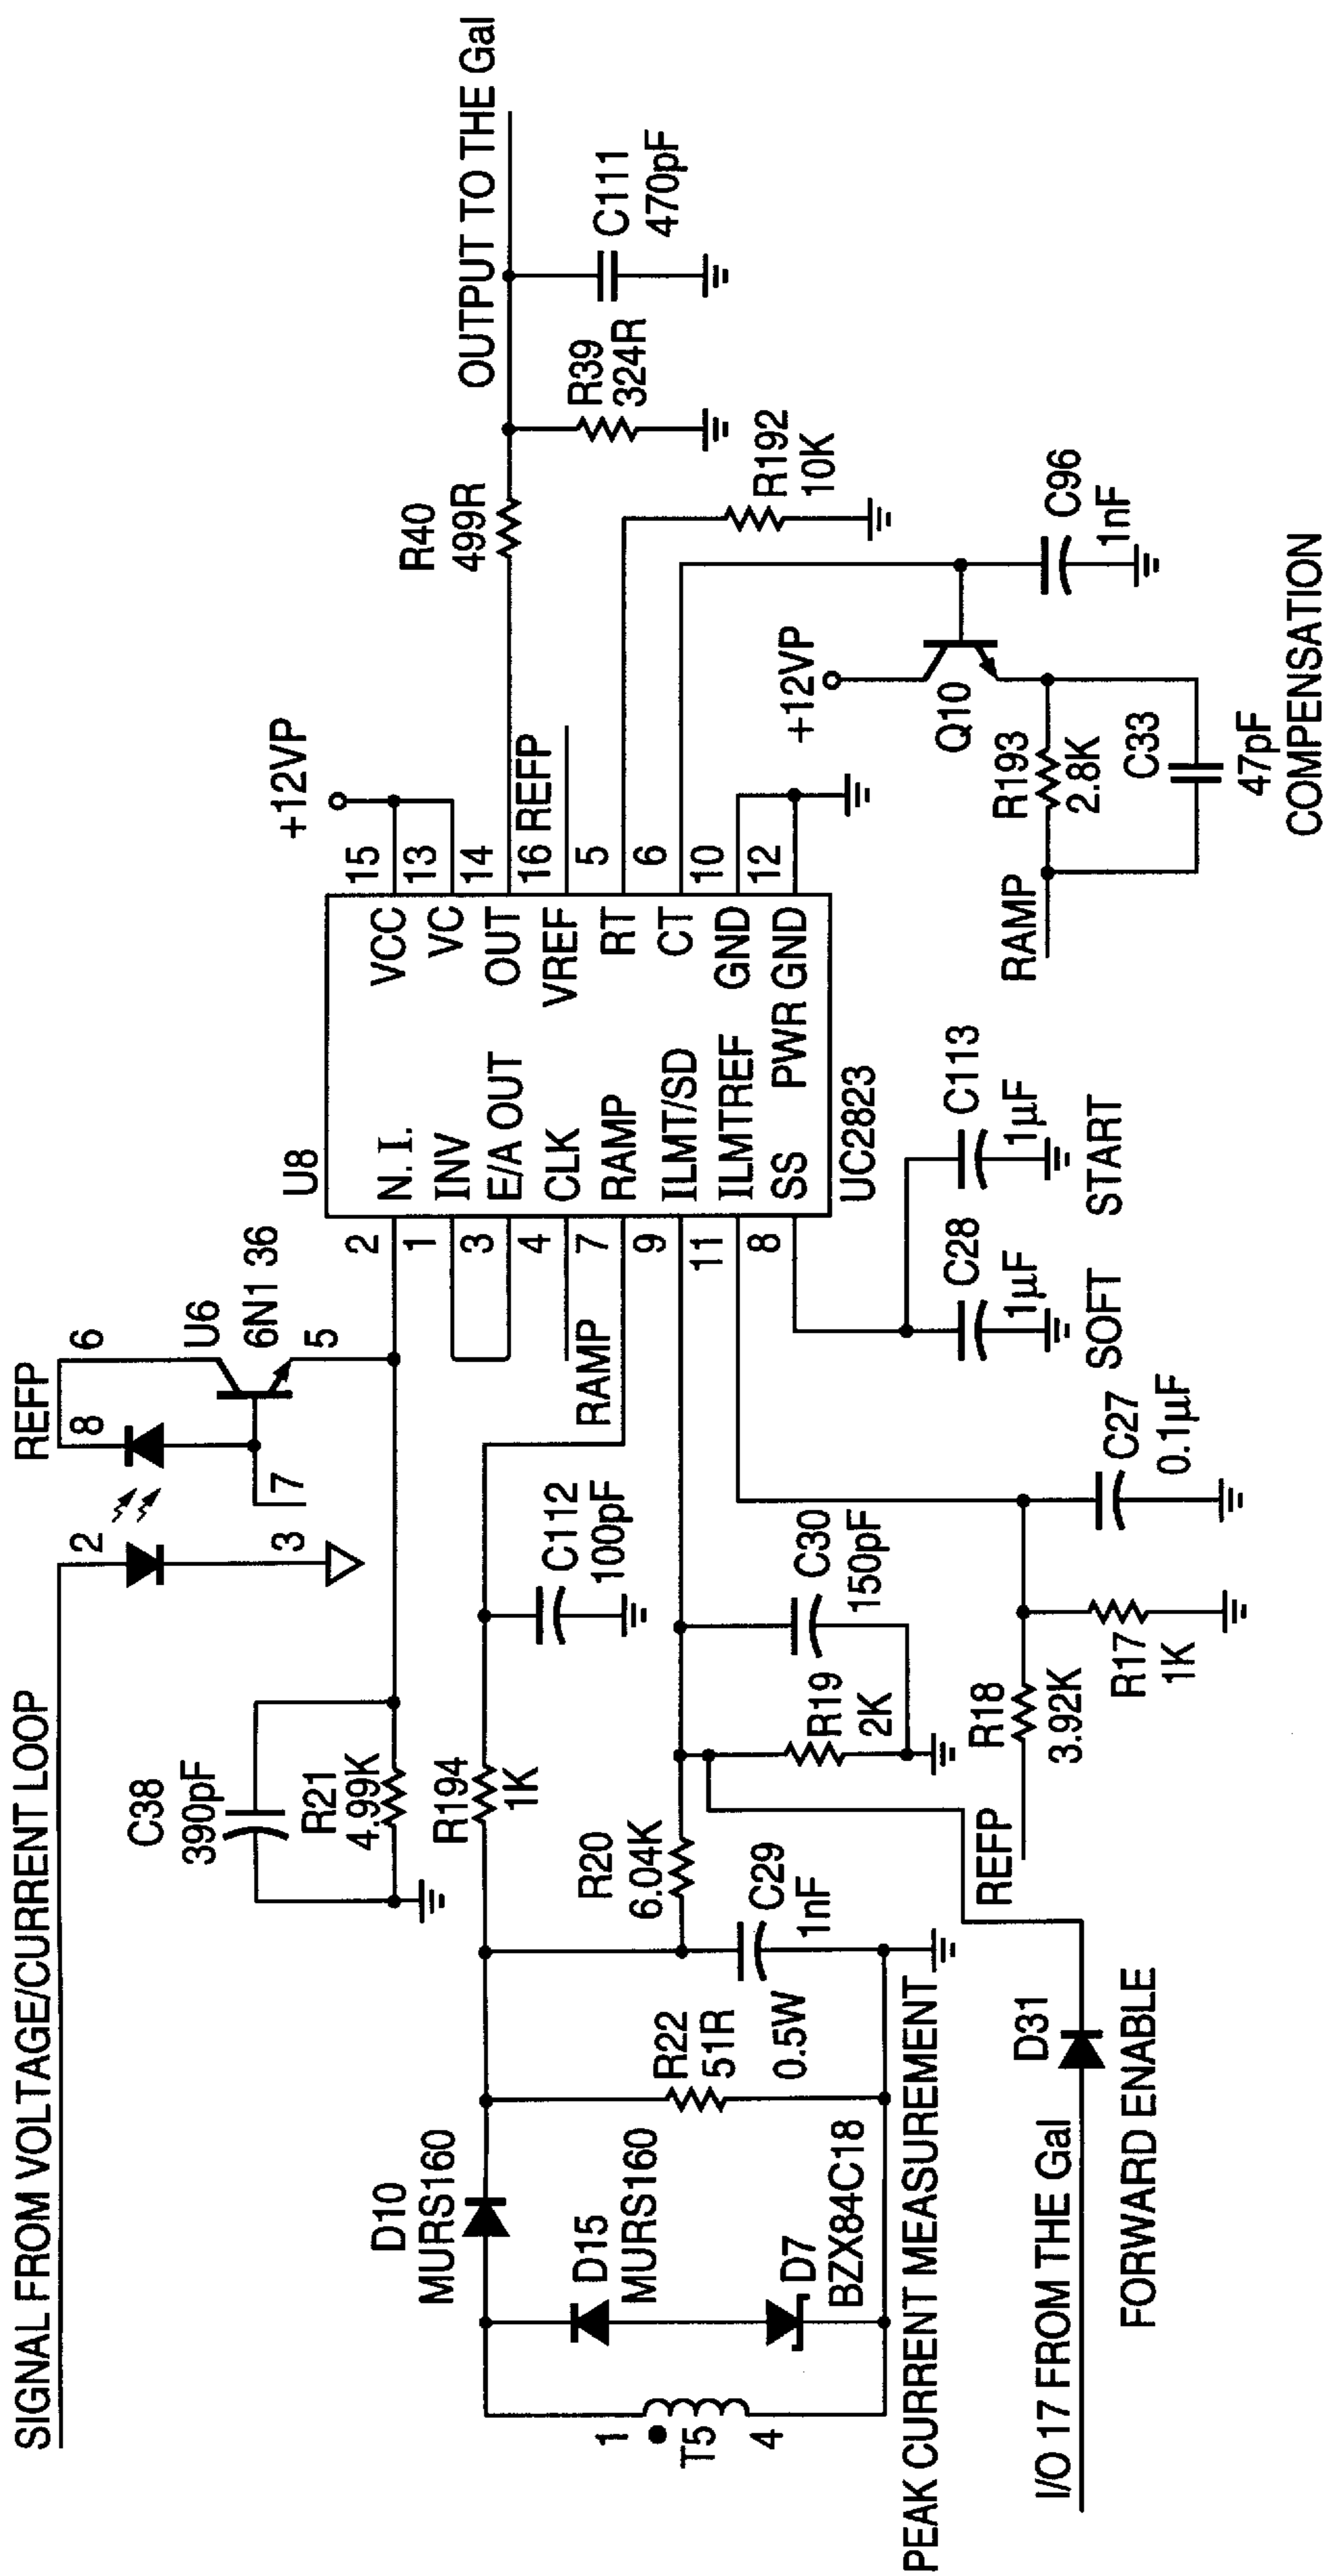 SIGNAL FROM VOLTAGE/CURRENT LOOP
REFP
2
8
6
3
7
U6
6N1 36
5
C38
390pF
R21
4.99K
R194
1K
C112
100pF
RAMP
D10
MURS160
D15
MURS160
D7
BZX84C18
1
T5
4
R22
51R
0.5W
C29
1nF
R20
6.04K
R19
2K
C30
150pF
PEAK CURRENT MEASUREMENT
REFP
R18
3.92K
R17
1K
C27
0.1µF
I/O 17 FROM THE Gal
D31
FORWARD ENABLE
C28
1µF
C113
1µF
SOFT START
U8
2 N. I.
1 INV
3 E/A OUT
4 CLK
7 RAMP
9 ILMT/SD
11 ILMTREF
8 SS
VCC 15
VC 13
OUT 14
VREF 16 REFP
RT 5
CT 6
GND 10
PWR GND 12
UC2823
+12VP
R40
499R
OUTPUT TO THE Gal
R39
324R
C111
470pF
R192
10K
+12VP
Q10
C96
1nF
RAMP
R193
2.8K
C33
47pF
COMPENSATION